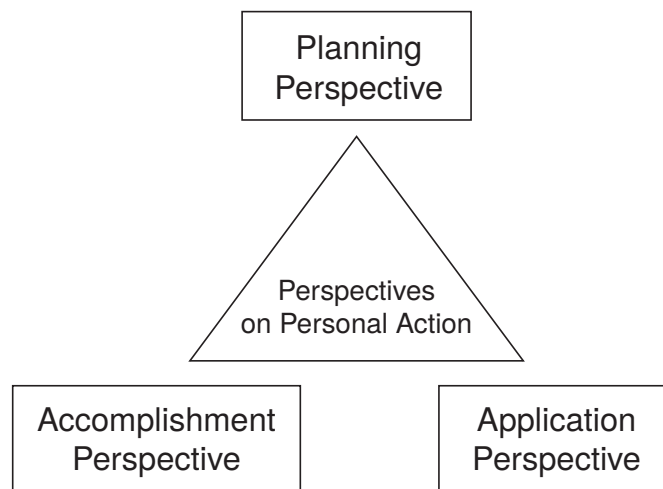 Planning
Perspective
Perspectives
on Personal Action
Accomplishment
Perspective
Application
Perspective